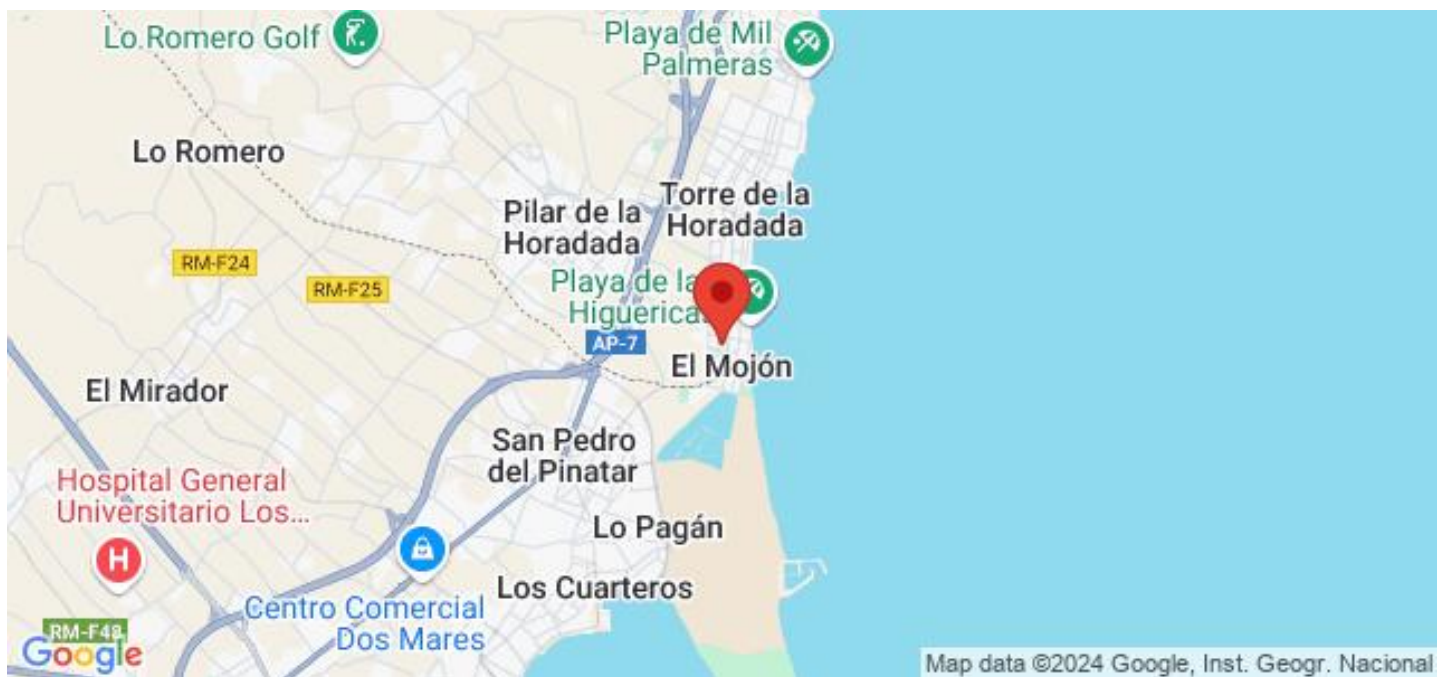 Lo Romero Golf
Playa de Mil
Palmeras
Lo Romero
Torre de la
Horadada
Pilar de la
Horadada
RM-F24
RM-F25
Playa de la
Higuerica
AP-7
El Mojón
El Mirador
San Pedro
del Pinatar
Hospital General
Universitario Los...
H
Lo Pagán
Los Cuarteros
Centro Comercial
Dos Mares
RM-F48
Google
Map data ©2024 Google, Inst. Geogr. Nacional